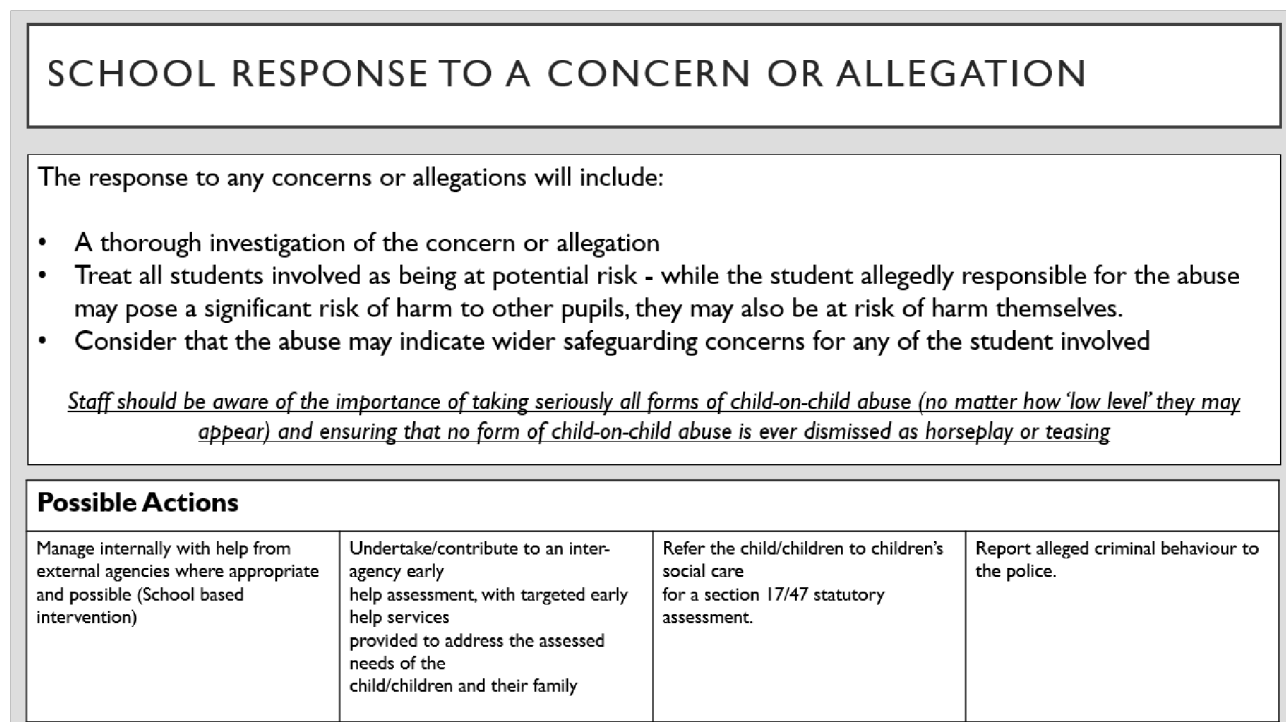 SCHOOL RESPONSE TO A CONCERN OR ALLEGATION
The response to any concerns or allegations will include:
• A thorough investigation of the concern or allegation
• Treat all students involved as being at potential risk - while the student allegedly responsible for the abuse
may pose a significant risk of harm to other pupils, they may also be at risk of harm themselves.
• Consider that the abuse may indicate wider safeguarding concerns for any of the student involved
Staff should be aware of the importance of taking seriously all forms of child-on-child abuse (no matter how ‘low level’ they may
appear) and ensuring that no form of child-on-child abuse is ever dismissed as horseplay or teasing
Possible Actions
Manage internally with help from
external agencies where appropriate
and possible (School based
intervention)
Undertake/contribute to an inter-
agency early
help assessment, with targeted early
help services
provided to address the assessed
needs of the
child/children and their family
Refer the child/children to children’s
social care
for a section 17/47 statutory
assessment.
Report alleged criminal behaviour to
the police.